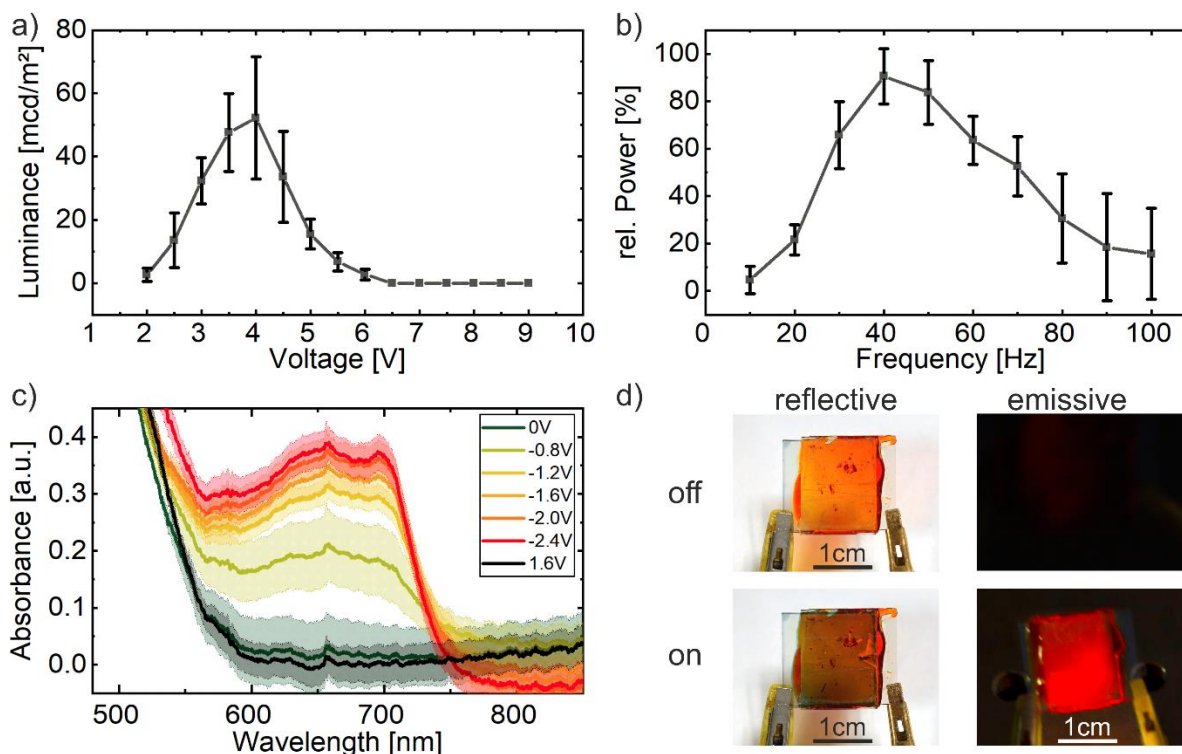 a)
80
60
40
20
0
Luminance [mcd/m²]
1 2 3 4 5 6 7 8 9 10
Voltage [V]
b)
100
80
60
40
20
0
rel. Power [%]
0 20 40 60 80 100
Frequency [Hz]
c)
0.4
0.3
0.2
0.1
0.0
Absorbance [a.u.]
0V
-0.8V
-1.2V
-1.6V
-2.0V
-2.4V
1.6V
500 600 700 800
Wavelength [nm]
d)
reflective emissive
off
1cm
on
1cm 1cm